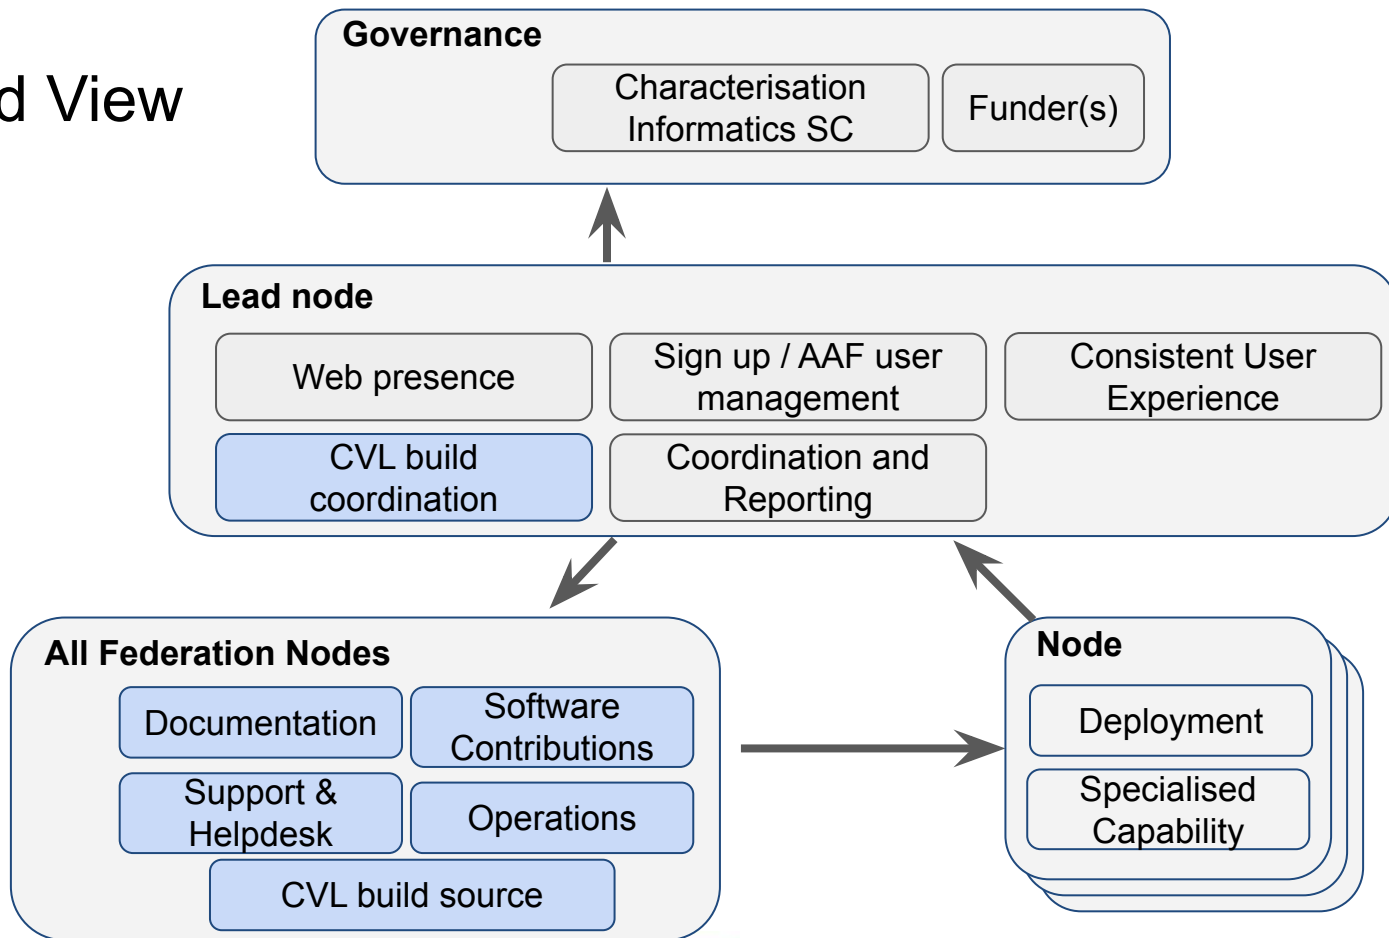 Governance
d View
Characterisation
Informatics SC
Funder(s)
Lead node
Web presence
Sign up / AAF user
management
Consistent User
Experience
CVL build
coordination
Coordination and
Reporting
All Federation Nodes
Documentation
Software
Contributions
Support &
Helpdesk
Operations
CVL build source
Node
Deployment
Specialised
Capability